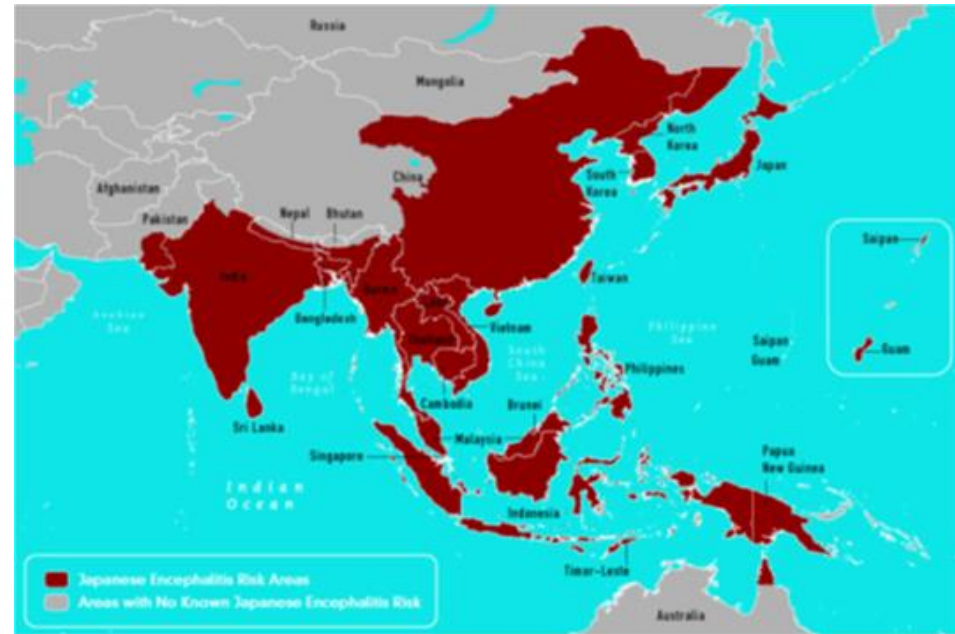 Russia
Mongolia
North
Korea
China
South
Korea
Japan
Afghanistan
Pakistan
Nepal
Bhutan
Saipan
India
Taiwan
Arabian
Sea
Bangladesh
Vietnam
Philippine
Sea
Saipan
Guam
Guam
South
China
Sea
Bay of
Bengal
Philippines
Cambodia
Brunei
Sri Lanka
Malaysia
Singapore
Papua
New Guinea
Indian
Ocean
Indonesia
Timor-Leste
Japanese Encephalitis Risk Areas
Areas with No Known Japanese Encephalitis Risk
Australia